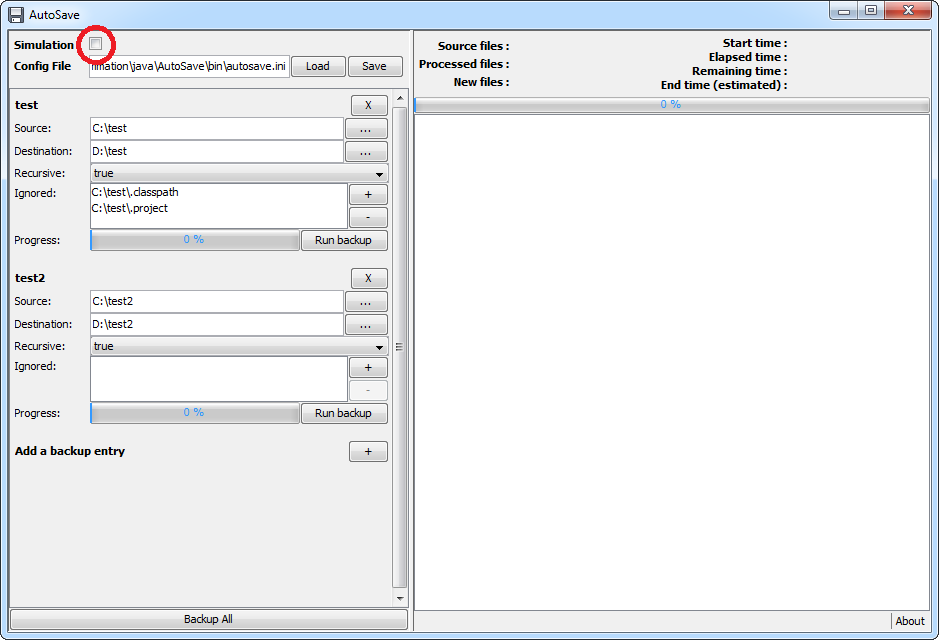 AutoSave
Simulation
Config File imation\java\AutoSave\bin\autosave.ini Load Save
test X
Source: C:\test ...
Destination: D:\test ...
Recursive: true
Ignored: C:\test\.classpath +
C:\test\.project -
Progress: 0 % Run backup
test2 X
Source: C:\test2 ...
Destination: D:\test2 ...
Recursive: true
Ignored: +
-
Progress: 0 % Run backup
Add a backup entry +
Backup All
Source files :
Processed files :
New files :
Start time :
Elapsed time :
Remaining time :
End time (estimated) :
0 %
About